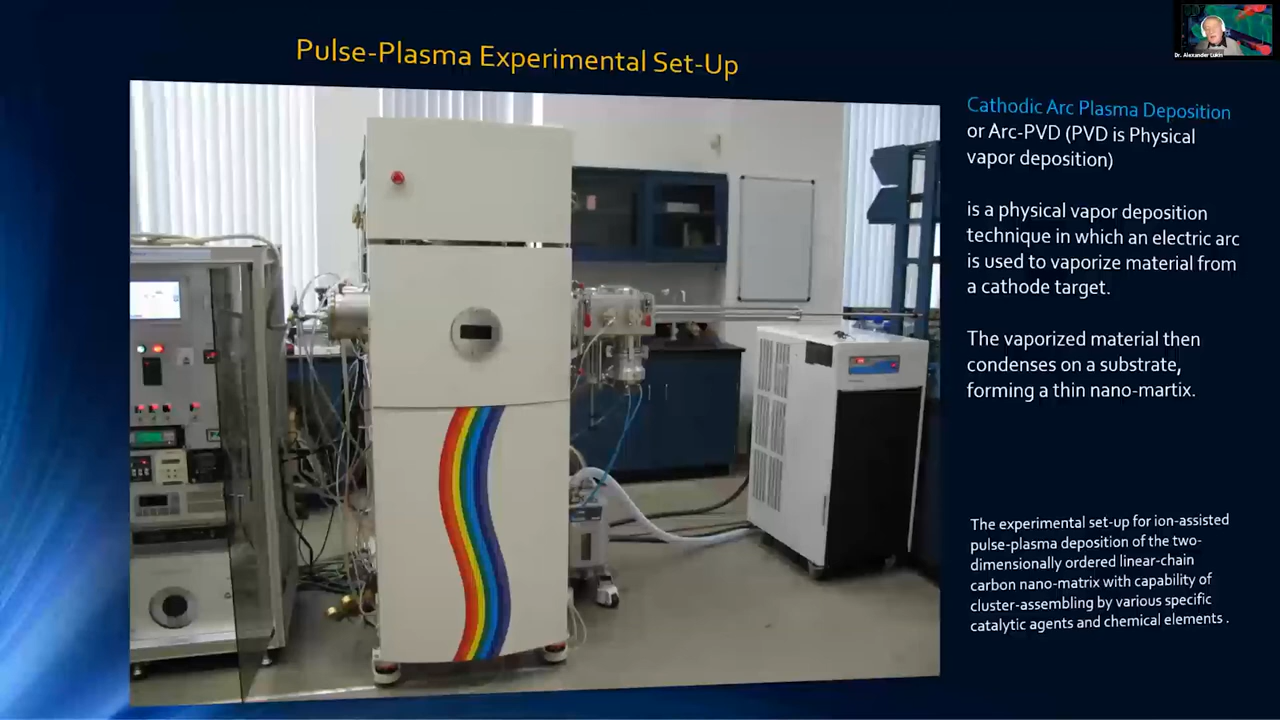 Pulse-Plasma Experimental Set-Up
Dr. Alexander Lukin
Cathodic Arc Plasma Deposition
or Arc-PVD (PVD is Physical
vapor deposition)
is a physical vapor deposition
technique in which an electric arc
is used to vaporize material from
a cathode target.
The vaporized material then
condenses on a substrate,
forming a thin nano-martix.
The experimental set-up for ion-assisted
pulse-plasma deposition of the two-
dimensionally ordered linear-chain
carbon nano-matrix with capability of
cluster-assembling by various specific
catalytic agents and chemical elements .